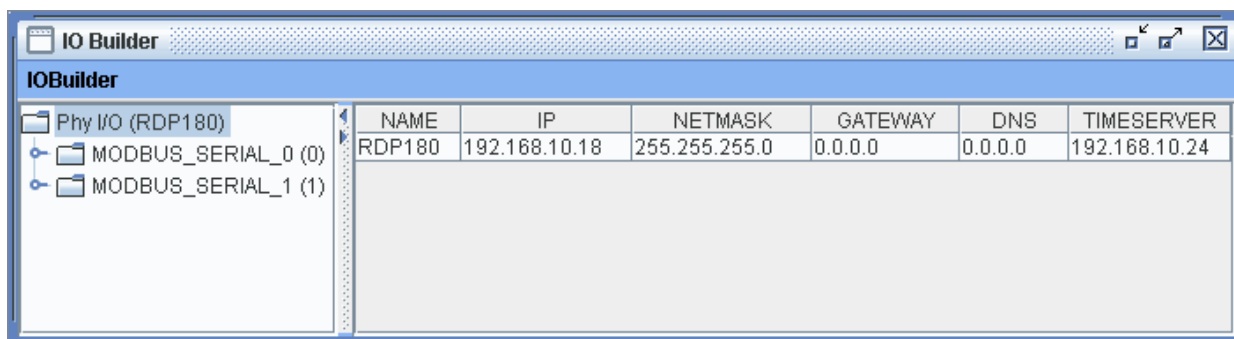 IO Builder
IOBuilder
Phy I/O (RDP180)
MODBUS_SERIAL_0 (0)
MODBUS_SERIAL_1 (1)
NAME IP NETMASK GATEWAY DNS TIMESERVER
RDP180 192.168.10.18 255.255.255.0 0.0.0.0 0.0.0.0 192.168.10.24